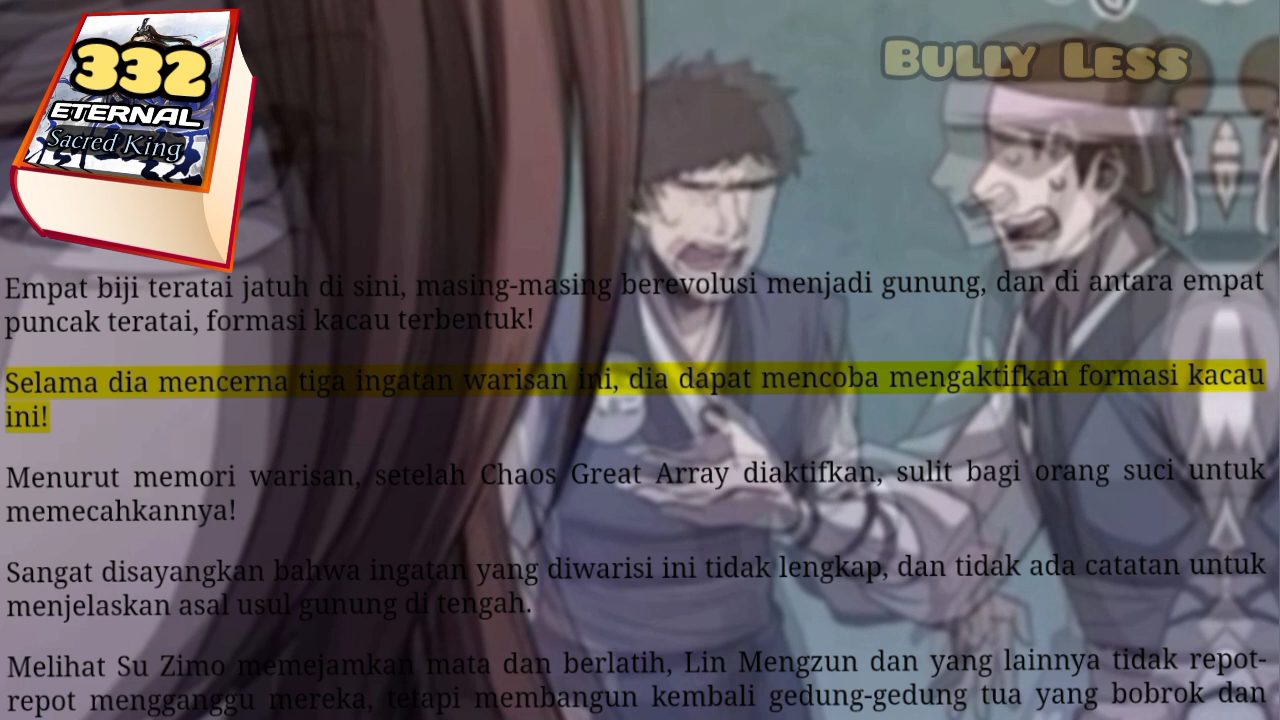 332
ETERNAL
Sacred King
Bully Less
Empat biji teratai jatuh di sini, masing-masing berevolusi menjadi gunung, dan di antara empat
puncak teratai, formasi kacau terbentuk!
Selama dia mencerna tiga ingatan warisan ini, dia dapat mencoba mengaktifkan formasi kacau
ini!
Menurut memori warisan, setelah Chaos Great Array diaktifkan, sulit bagi orang suci untuk
memecahkannya!
Sangat disayangkan bahwa ingatan yang diwarisi ini tidak lengkap, dan tidak ada catatan untuk
menjelaskan asal usul gunung di tengah.
Melihat Su Zimo memejamkan mata dan berlatih, Lin Mengzun dan yang lainnya tidak repot-
repot mengganggu mereka, tetapi membangun kembali gedung-gedung tua yang bobrok dan